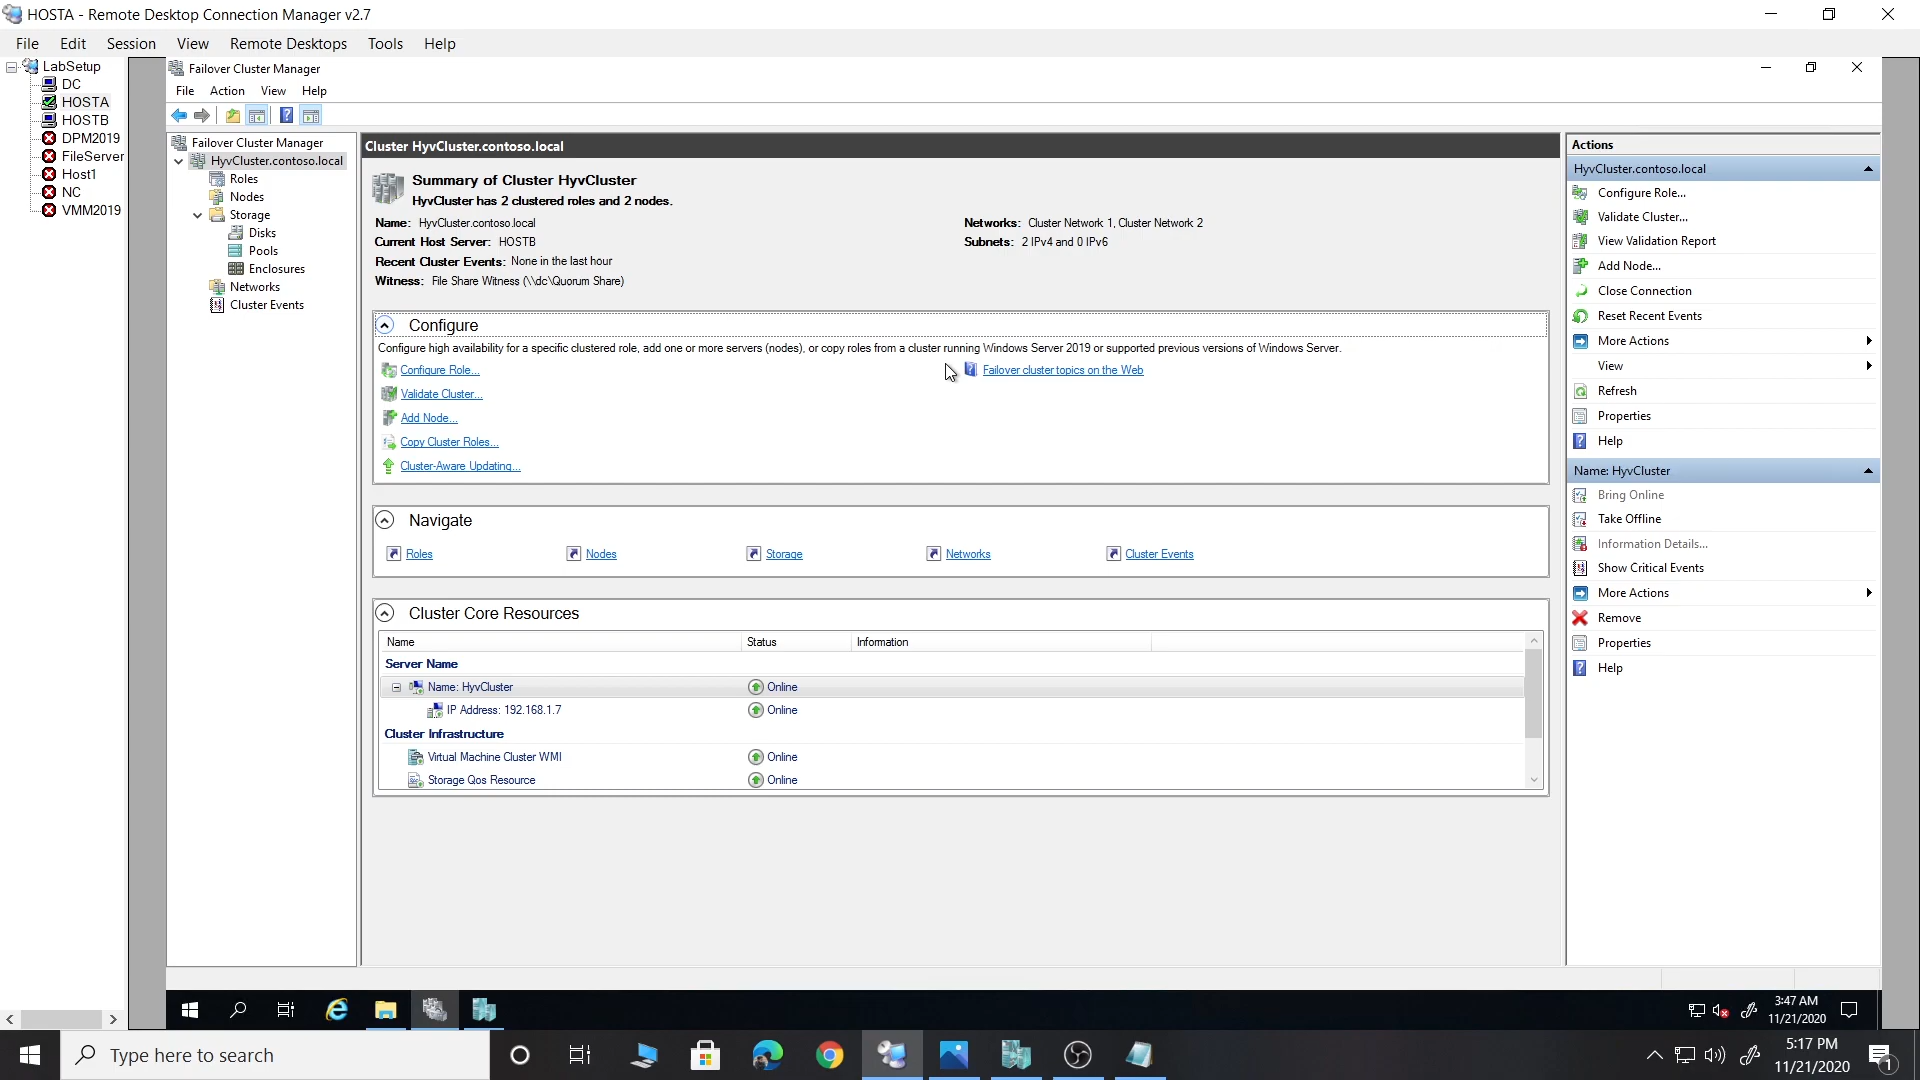 HOSTA - Remote Desktop Connection Manager v2.7
File Edit Session View Remote Desktops Tools Help
LabSetup
DC
HOSTA
HOSTB
DPM2019
FileServer
Host1
NC
VMM2019
Failover Cluster Manager
File Action View Help
Failover Cluster Manager
HyvCluster.contoso.local
Roles
Nodes
Storage
Disks
Pools
Enclosures
Networks
Cluster Events
Cluster HyvCluster.contoso.local
Summary of Cluster HyvCluster
HyvCluster has 2 clustered roles and 2 nodes.
Name: HyvCluster.contoso.local
Networks: Cluster Network 1, Cluster Network 2
Current Host Server: HOSTB
Subnets: 2 IPv4 and 0 IPv6
Recent Cluster Events: None in the last hour
Witness: File Share Witness (\\dc\Quorum Share)
Configure
Configure high availability for a specific clustered role, add one or more servers (nodes), or copy roles from a cluster running Windows Server 2019 or supported previous versions of Windows Server.
Configure Role...
Failover cluster topics on the Web
Validate Cluster...
Add Node...
Copy Cluster Roles...
Cluster-Aware Updating...
Navigate
Roles Nodes Storage Networks Cluster Events
Cluster Core Resources
Name Status Information
Server Name
Name: HyvCluster Online
IP Address: 192.168.1.7 Online
Cluster Infrastructure
Virtual Machine Cluster WMI Online
Storage Qos Resource Online
Actions
HyvCluster.contoso.local
Configure Role...
Validate Cluster...
View Validation Report
Add Node...
Close Connection
Reset Recent Events
More Actions
View
Refresh
Properties
Help
Name: HyvCluster
Bring Online
Take Offline
Information Details...
Show Critical Events
More Actions
Remove
Properties
Help
3:47 AM
11/21/2020
Type here to search
5:17 PM
11/21/2020
1